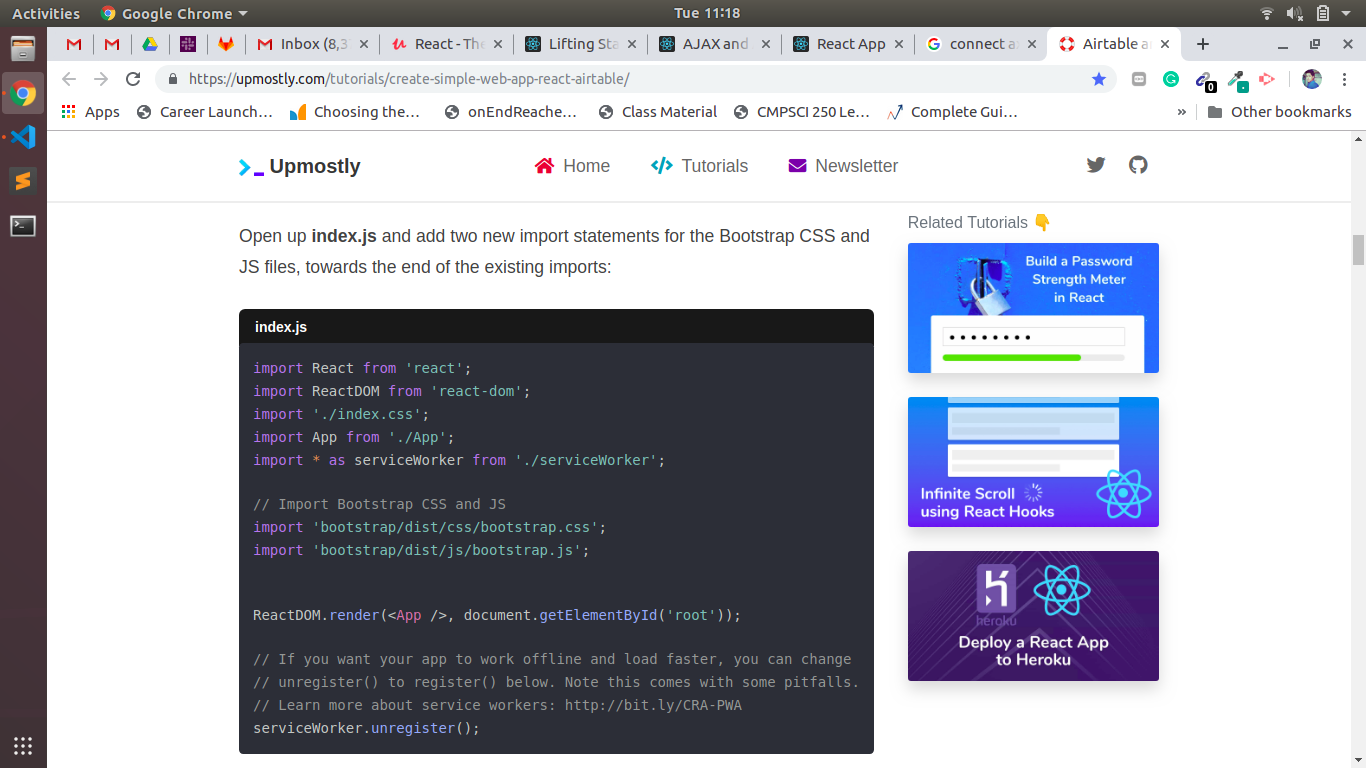 Activities
Google Chrome
Tue 11:18
Inbox (8,3
React - The
Lifting Sta
AJAX and
React App
connect a
Airtable a
https://upmostly.com/tutorials/create-simple-web-app-react-airtable/
0
Apps
Career Launch...
Choosing the...
onEndReache...
Class Material
CMPSCI 250 Le...
Complete Gui...
»
Other bookmarks
Upmostly
Home
Tutorials
Newsletter
Open up index.js and add two new import statements for the Bootstrap CSS and
JS files, towards the end of the existing imports:
index.js
import React from 'react';
import ReactDOM from 'react-dom';
import './index.css';
import App from './App';
import * as serviceWorker from './serviceWorker';
// Import Bootstrap CSS and JS
import 'bootstrap/dist/css/bootstrap.css';
import 'bootstrap/dist/js/bootstrap.js';
ReactDOM.render(<App />, document.getElementById('root'));
// If you want your app to work offline and load faster, you can change
// unregister() to register() below. Note this comes with some pitfalls.
// Learn more about service workers: http://bit.ly/CRA-PWA
serviceWorker.unregister();
Related Tutorials 👇
Build a Password
Strength Meter
in React
Infinite Scroll
using React Hooks
heroku
Deploy a React App
to Heroku